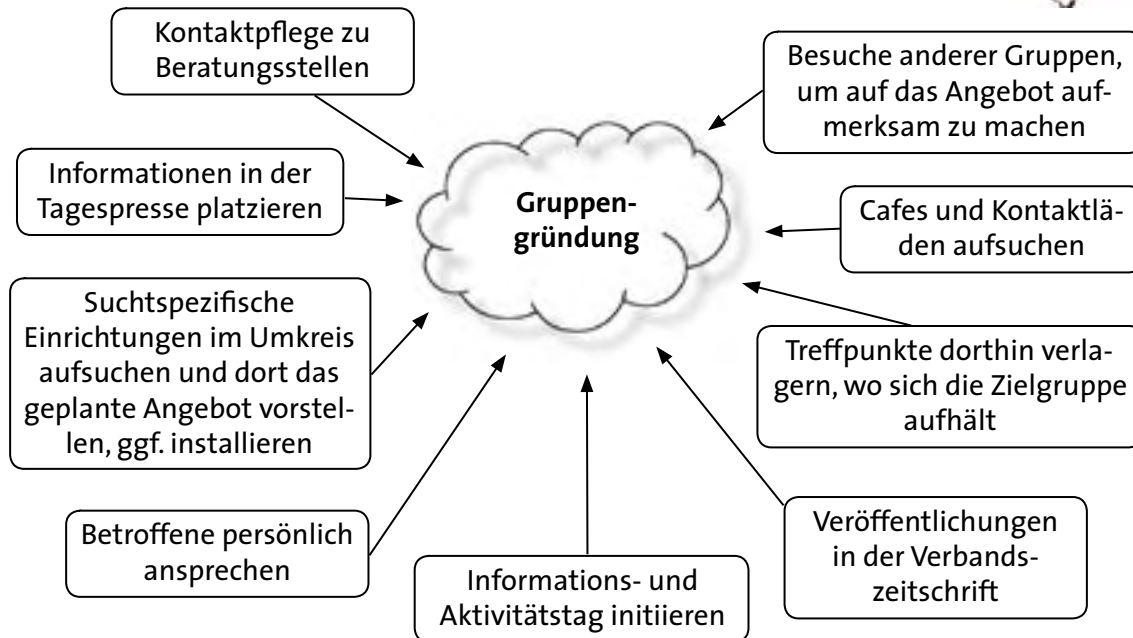 Kontaktpflege zu
Beratungsstellen
Besuche anderer Gruppen,
um auf das Angebot auf-
merksam zu machen
Informationen in der
Tagespresse platzieren
Gruppen-
gründung
Cafes und Kontaktlä-
den aufsuchen
Suchtspezifische
Einrichtungen im Umkreis
aufsuchen und dort das
geplante Angebot vorstel-
len, ggf. installieren
Treffpunkte dorthin verla-
gern, wo sich die Zielgruppe
aufhält
Betroffene persönlich
ansprechen
Informations- und
Aktivitätstag initiieren
Veröffentlichungen
in der Verbands-
zeitschrift